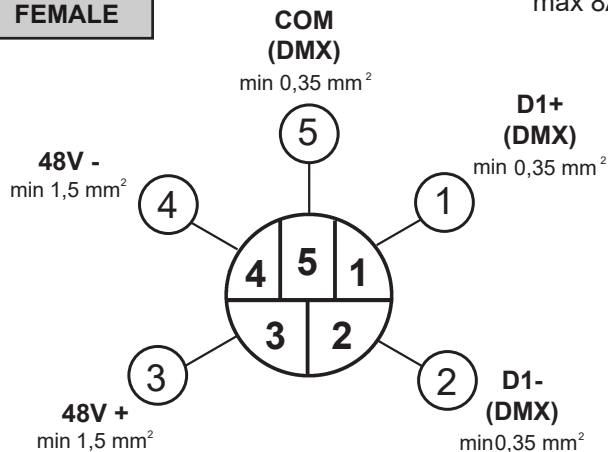 FEMALE
max 8
COM
(DMX)
min 0,35 mm²
5
D1+
(DMX)
min 0,35 mm²
1
48V -
min 1,5 mm²
4
4 5 1
3 2
3
48V +
min 1,5 mm²
2
D1-
(DMX)
min0,35 mm²